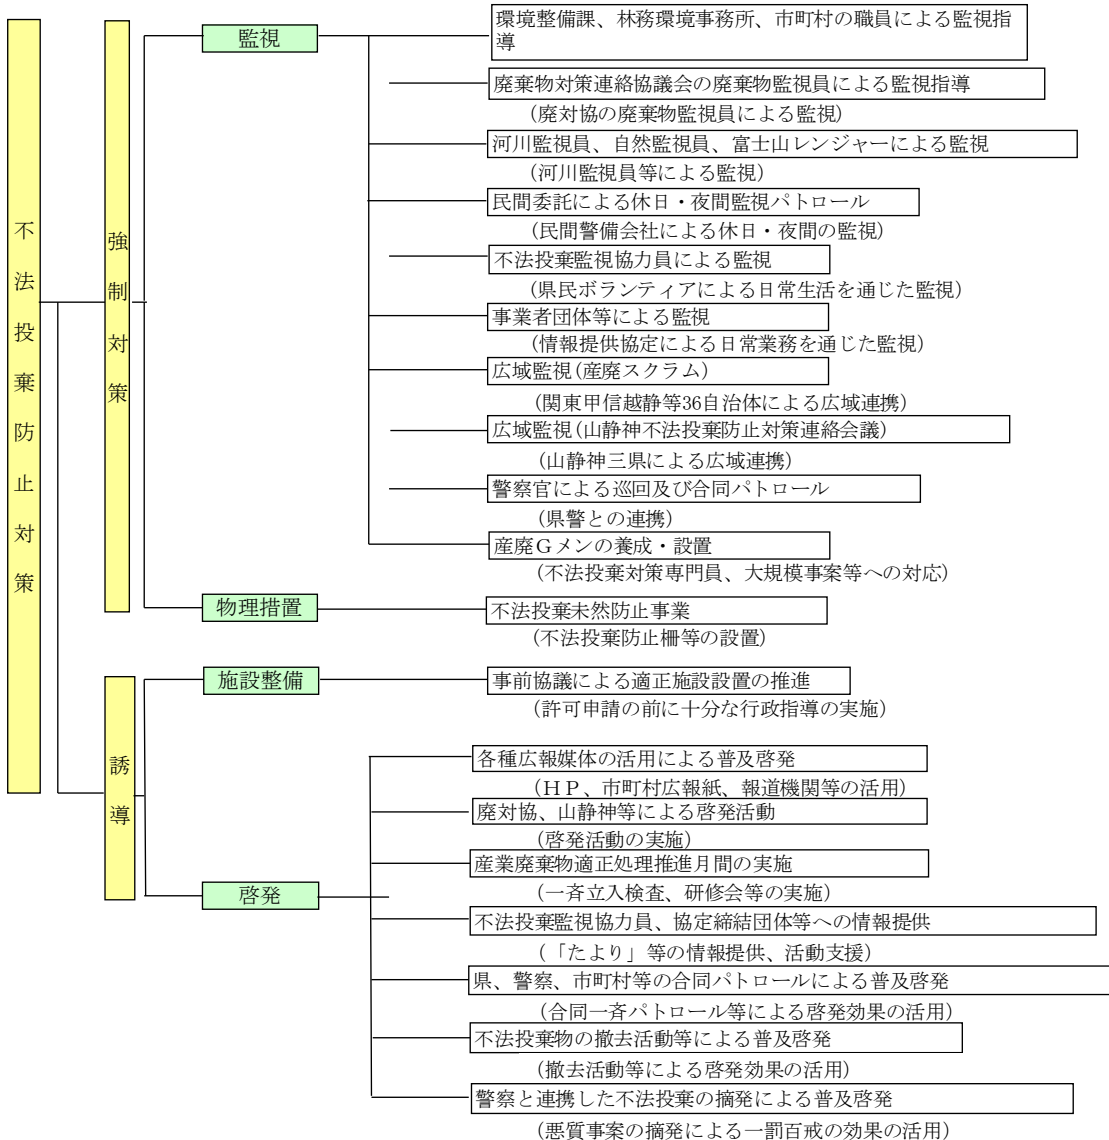 不法投棄防止対策
強制対策
監視
環境整備課、林務環境事務所、市町村の職員による監視指
導
廃棄物対策連絡協議会の廃棄物監視員による監視指導
(廃対協の廃棄物監視員による監視)
河川監視員、自然監視員、富士山レンジャーによる監視
(河川監視員等による監視)
民間委託による休日・夜間監視パトロール
(民間警備会社による休日・夜間の監視)
不法投棄監視協力員による監視
(県民ボランティアによる日常生活を通じた監視)
事業者団体等による監視
(情報提供協定による日常業務を通じた監視)
広域監視(産廃スクラム)
(関東甲信越静等36自治体による広域連携)
広域監視(山静神不法投棄防止対策連絡会議)
(山静神三県による広域連携)
警察官による巡回及び合同パトロール
(県警との連携)
産廃Gメンの養成・設置
(不法投棄対策専門員、大規模事案等への対応)
物理措置
不法投棄未然防止事業
(不法投棄防止柵等の設置)
誘導
施設整備
事前協議による適正施設設置の推進
(許可申請の前に十分な行政指導の実施)
啓発
各種広報媒体の活用による普及啓発
(HP、市町村広報紙、報道機関等の活用)
廃対協、山静神等による啓発活動
(啓発活動の実施)
産業廃棄物適正処理推進月間の実施
(一斉立入検査、研修会等の実施)
不法投棄監視協力員、協定締結団体等への情報提供
(「たより」等の情報提供、活動支援)
県、警察、市町村等の合同パトロールによる普及啓発
(合同一斉パトロール等による啓発効果の活用)
不法投棄物の撤去活動等による普及啓発
(撤去活動等による啓発効果の活用)
警察と連携した不法投棄の摘発による普及啓発
(悪質事案の摘発による一罰百戒の効果の活用)